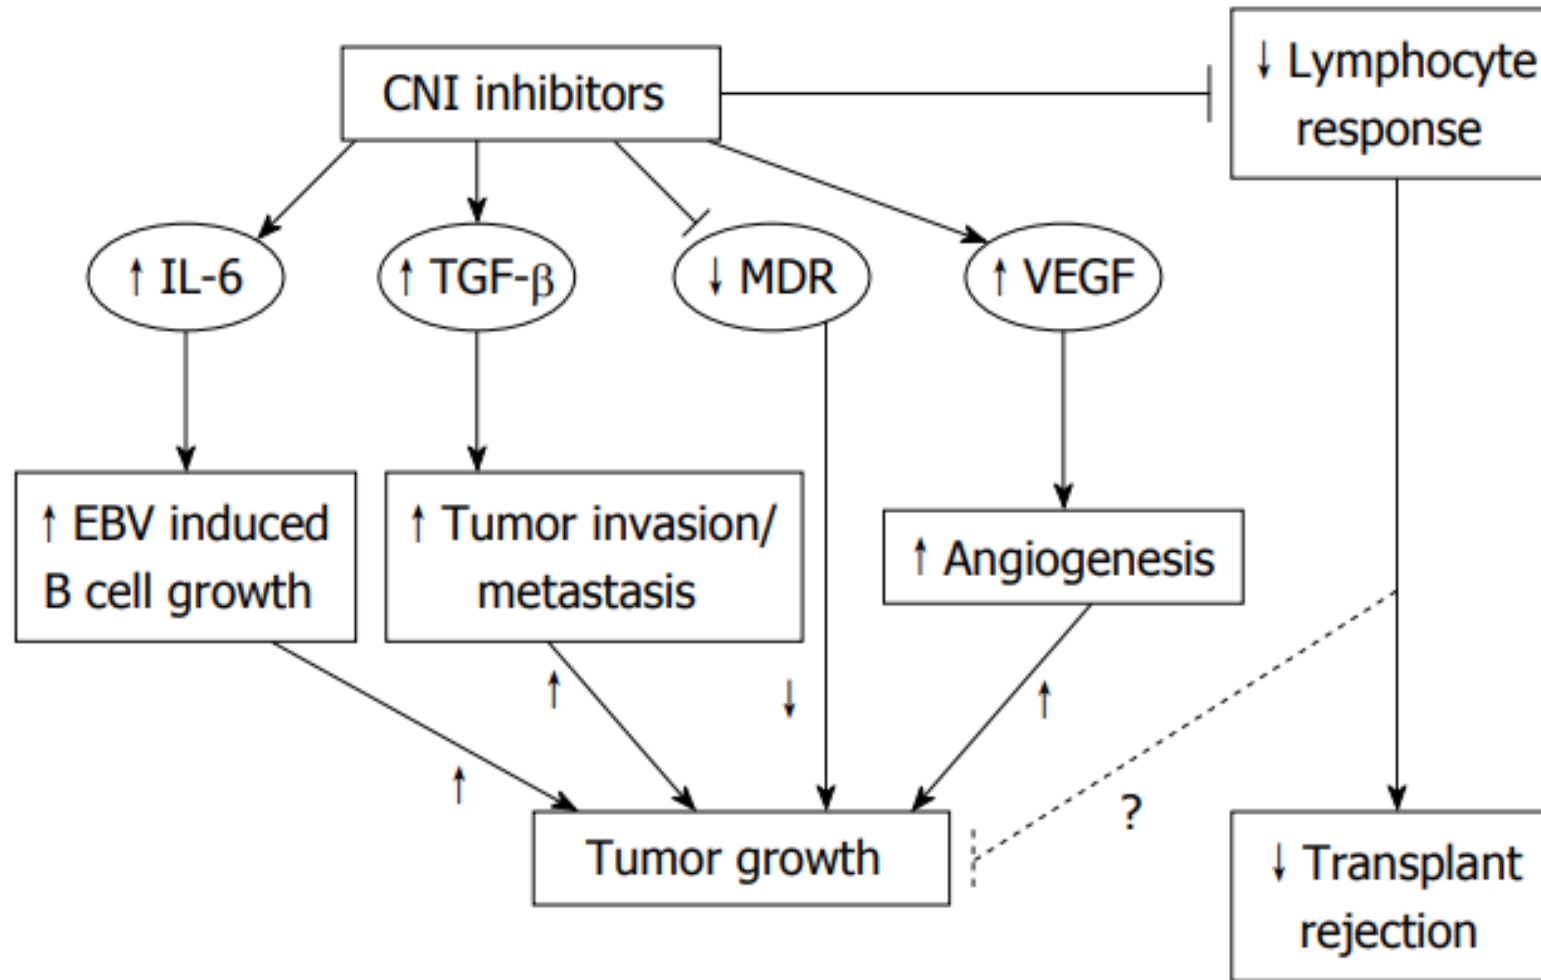 CNI inhibitors
↓ Lymphocyte
response
↑ IL-6
↑ TGF-β
↓ MDR
↑ VEGF
↑ EBV induced
B cell growth
↑ Tumor invasion/
metastasis
↑ Angiogenesis
↑
↓
↑
↑
?
Tumor growth
↓ Transplant
rejection